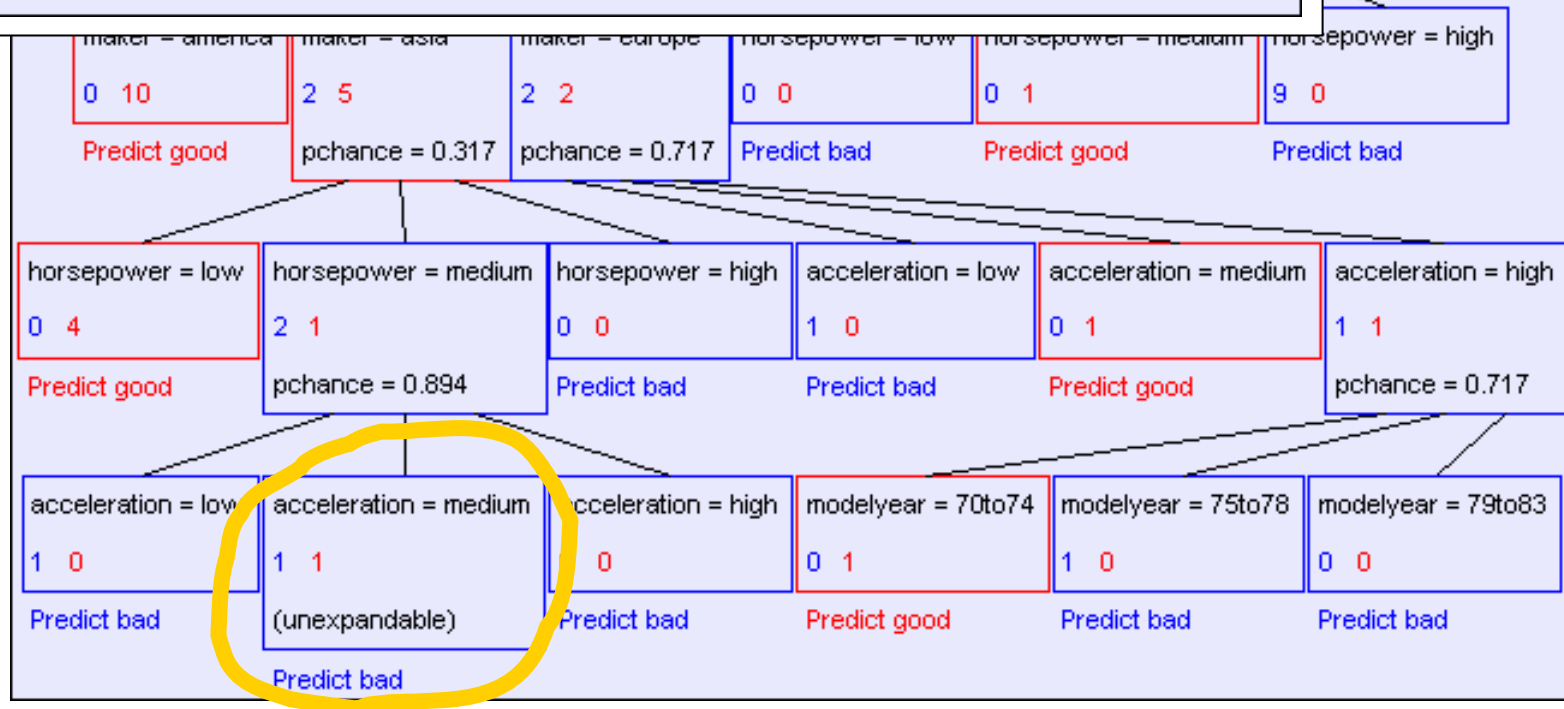 maker = america
maker = asia
maker = europe
horsepower = low
horsepower = medium
horsepower = high
0 10
2 5
2 2
0 0
0 1
9 0
Predict good
pchance = 0.317
pchance = 0.717
Predict bad
Predict good
Predict bad
horsepower = low
horsepower = medium
horsepower = high
acceleration = low
acceleration = medium
acceleration = high
0 4
2 1
0 0
1 0
0 1
1 1
Predict good
pchance = 0.894
Predict bad
Predict bad
Predict good
pchance = 0.717
acceleration = low
acceleration = medium
acceleration = high
modelyear = 70to74
modelyear = 75to78
modelyear = 79to83
1 0
1 1
0
0 1
1 0
0 0
Predict bad
(unexpandable)
Predict bad
Predict good
Predict bad
Predict bad
Predict bad